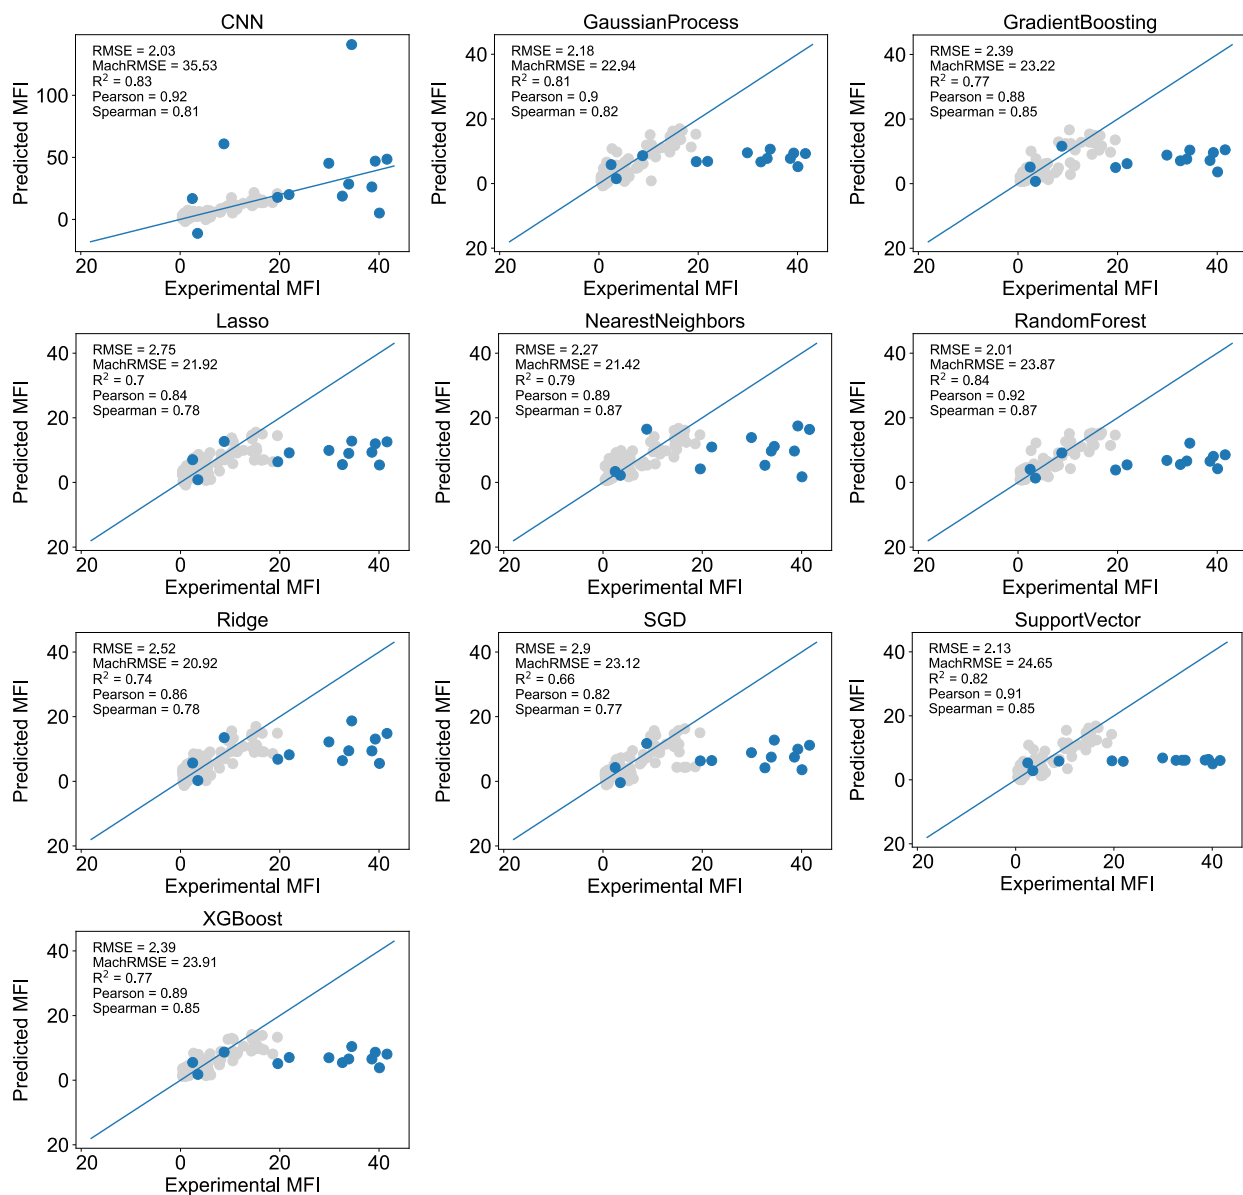 CNN
RMSE = 2.03
MachRMSE = 35.53
R² = 0.83
Pearson = 0.92
Spearman = 0.81
Predicted MFI
100
50
0
20 0 20 40
Experimental MFI
GaussianProcess
RMSE = 2.18
MachRMSE = 22.94
R² = 0.81
Pearson = 0.9
Spearman = 0.82
Predicted MFI
40
20
0
20
20 0 20 40
Experimental MFI
GradientBoosting
RMSE = 2.39
MachRMSE = 23.22
R² = 0.77
Pearson = 0.88
Spearman = 0.85
Predicted MFI
40
20
0
20
20 0 20 40
Experimental MFI
Lasso
RMSE = 2.75
MachRMSE = 21.92
R² = 0.7
Pearson = 0.84
Spearman = 0.78
Predicted MFI
40
20
0
20
20 0 20 40
Experimental MFI
NearestNeighbors
RMSE = 2.27
MachRMSE = 21.42
R² = 0.79
Pearson = 0.89
Spearman = 0.87
Predicted MFI
40
20
0
20
20 0 20 40
Experimental MFI
RandomForest
RMSE = 2.01
MachRMSE = 23.87
R² = 0.84
Pearson = 0.92
Spearman = 0.87
Predicted MFI
40
20
0
20
20 0 20 40
Experimental MFI
Ridge
RMSE = 2.52
MachRMSE = 20.92
R² = 0.74
Pearson = 0.86
Spearman = 0.78
Predicted MFI
40
20
0
20
20 0 20 40
Experimental MFI
SGD
RMSE = 2.9
MachRMSE = 23.12
R² = 0.66
Pearson = 0.82
Spearman = 0.77
Predicted MFI
40
20
0
20
20 0 20 40
Experimental MFI
SupportVector
RMSE = 2.13
MachRMSE = 24.65
R² = 0.82
Pearson = 0.91
Spearman = 0.85
Predicted MFI
40
20
0
20
20 0 20 40
Experimental MFI
XGBoost
RMSE = 2.39
MachRMSE = 23.91
R² = 0.77
Pearson = 0.89
Spearman = 0.85
Predicted MFI
40
20
0
20
20 0 20 40
Experimental MFI